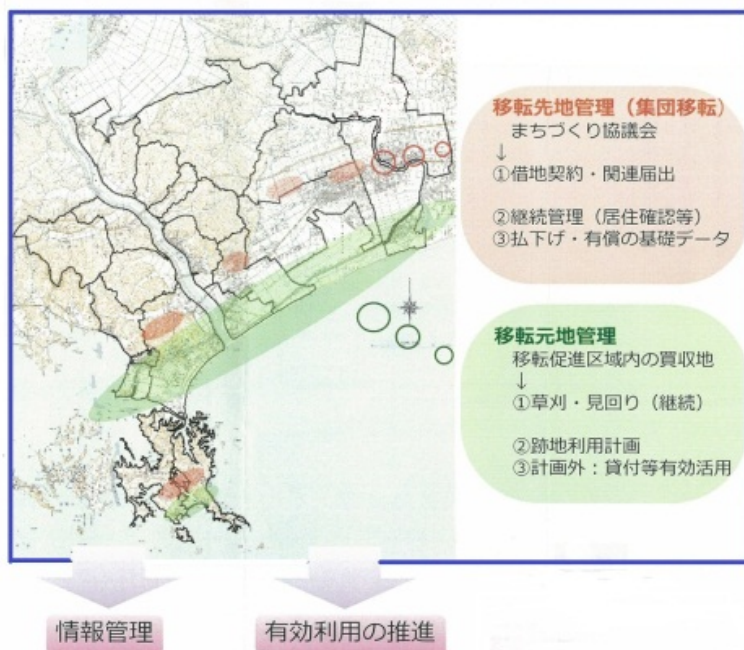 移転先地管理（集団移転）
まちづくり協議会
↓
①借地契約・関連届出
②継続管理（居住確認等）
③払下げ・有償の基礎データ
移転元地管理
移転促進区域内の買収地
↓
①草刈・見回り（継続）
②跡地利用計画
③計画外：貸付等有効活用
情報管理
有効利用の推進